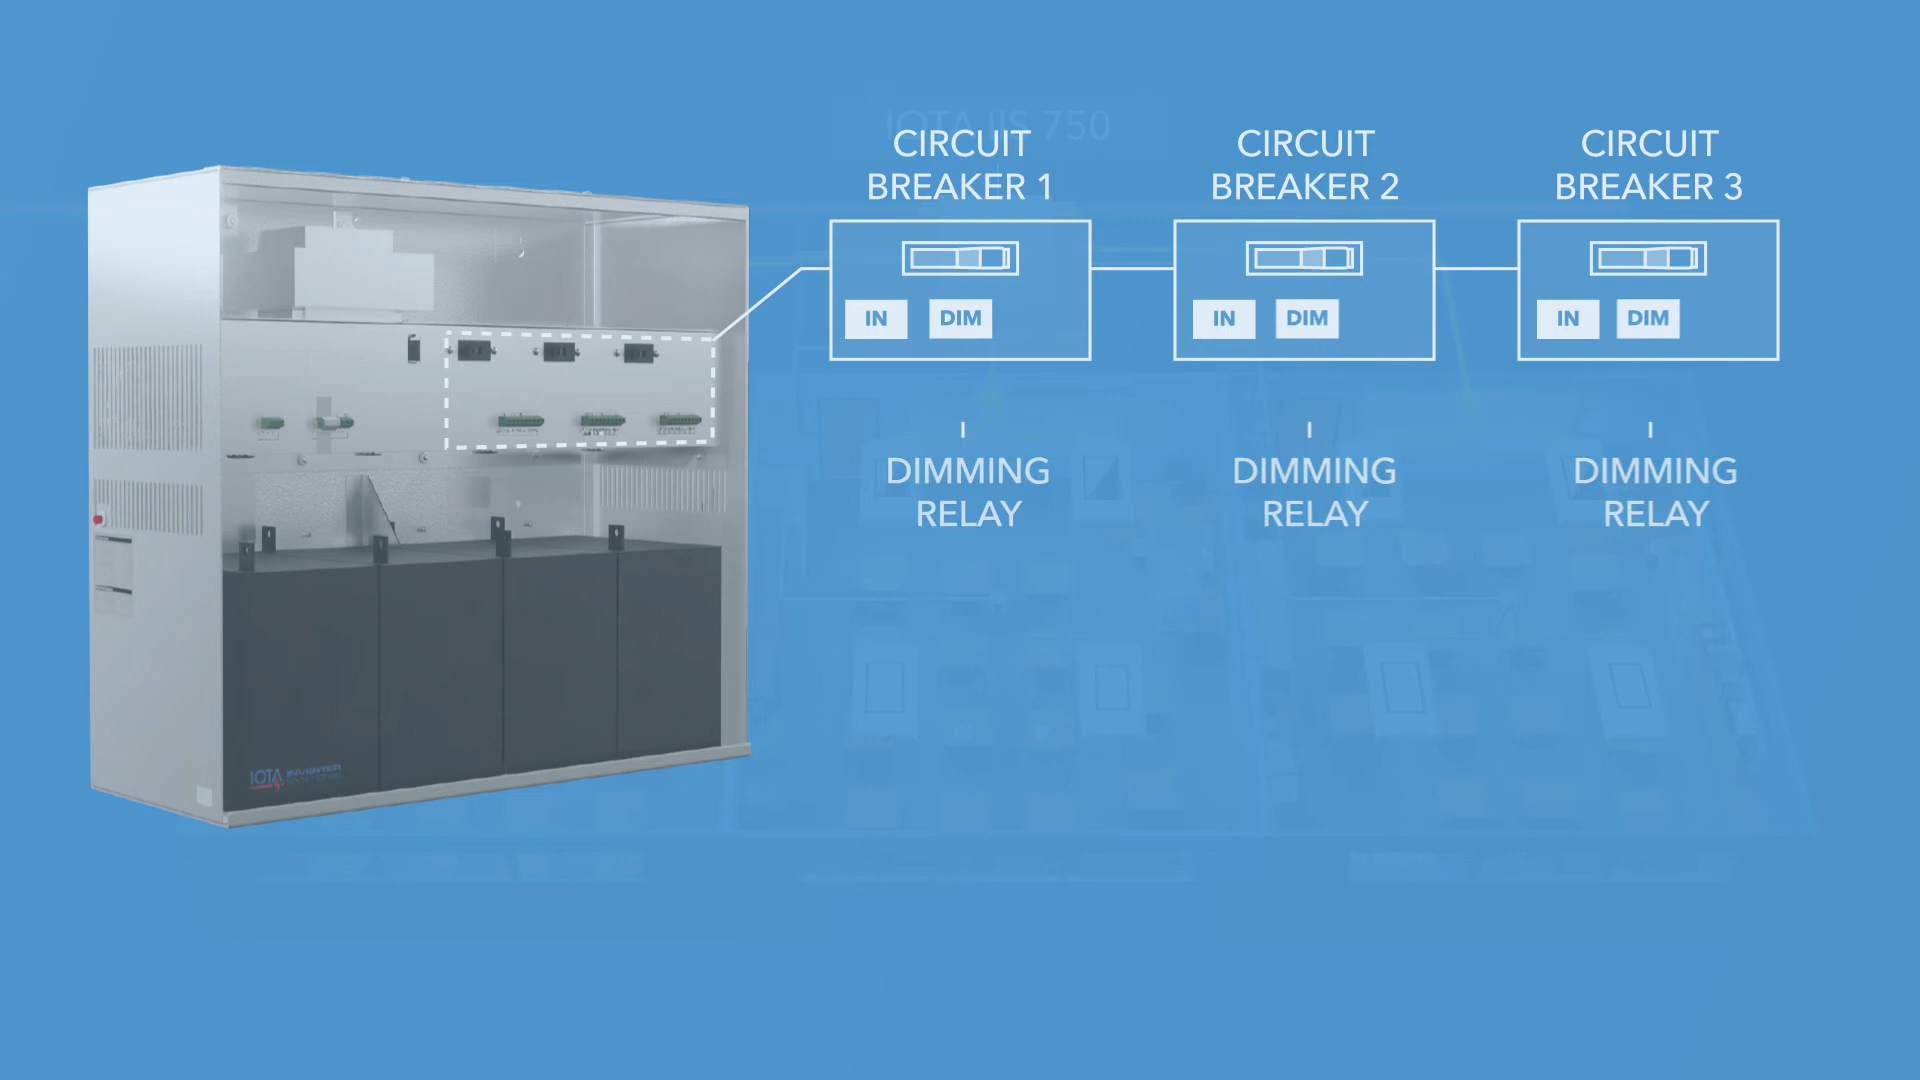 IOTA IIS 750
CIRCUIT
BREAKER 1
CIRCUIT
BREAKER 2
CIRCUIT
BREAKER 3
IN DIM
IN DIM
IN DIM
DIMMING
RELAY
DIMMING
RELAY
DIMMING
RELAY
IOTA INVERTER